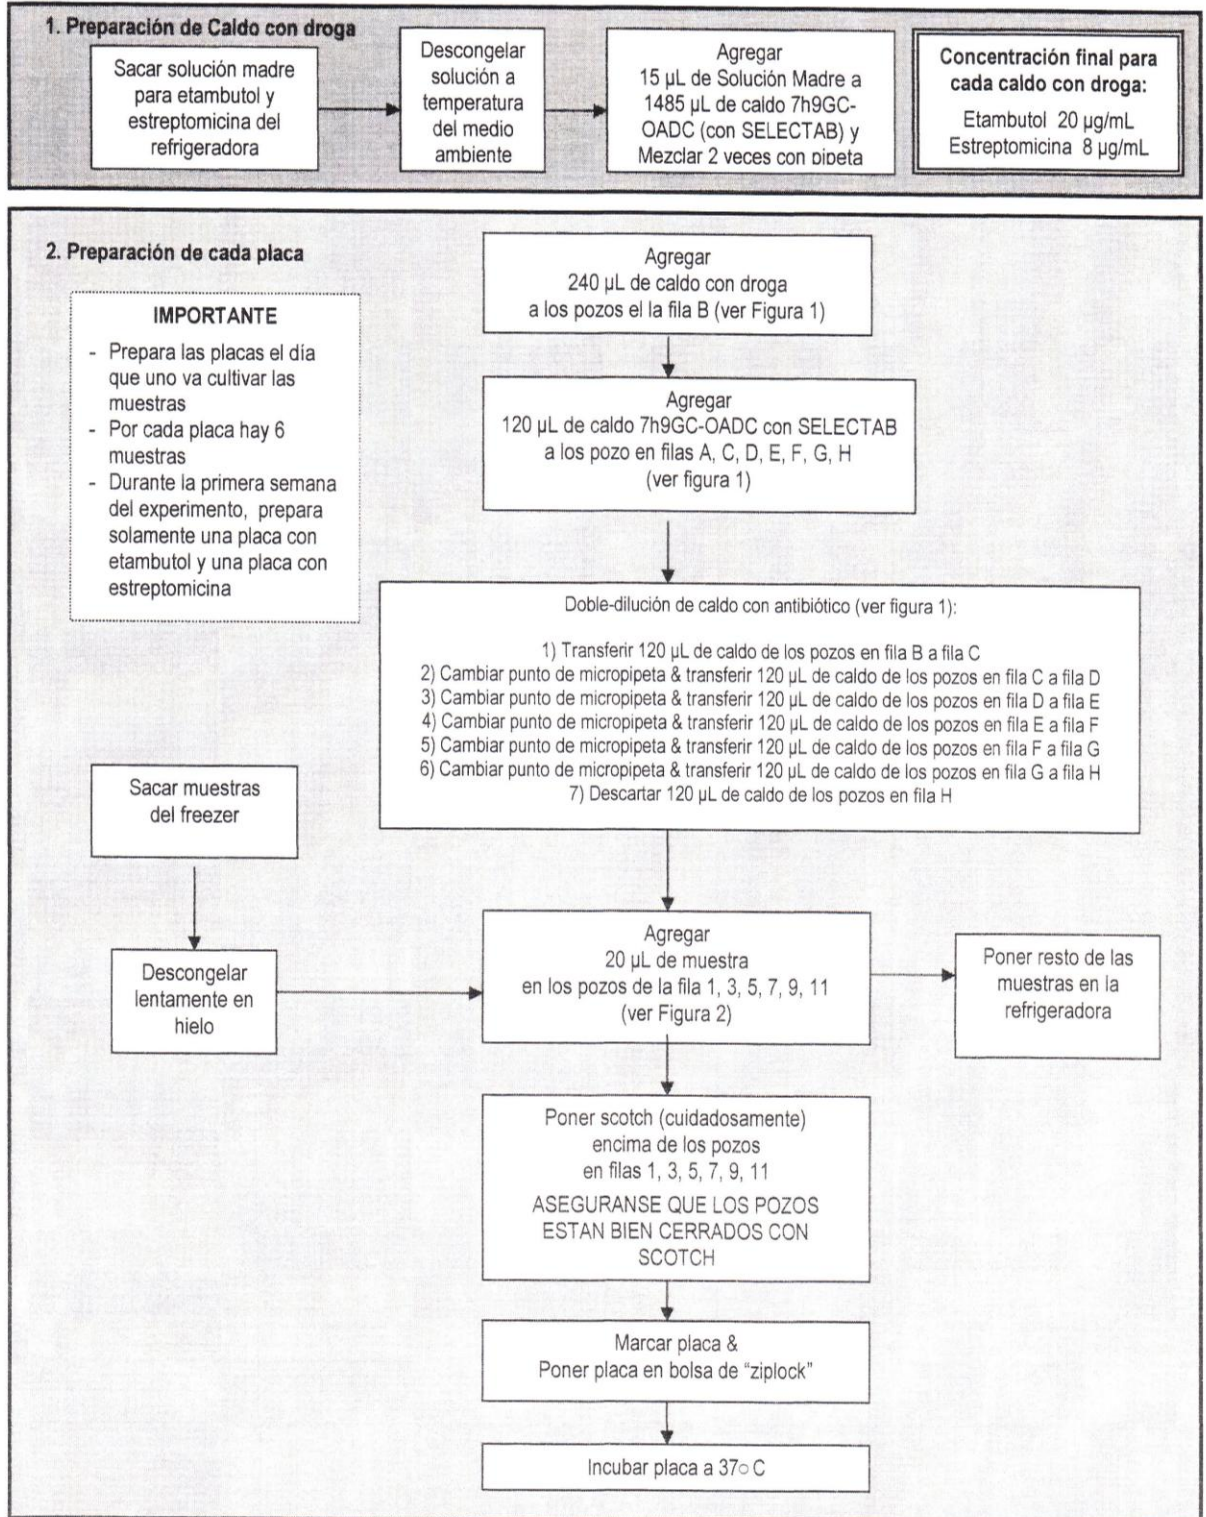 1. Preparación de Caldo con droga
Sacar solución madre
para etambutol y
estreptomicina del
refrigeradora
Descongelar
solución a
temperatura
del medio
ambiente
Agregar
15 µL de Solución Madre a
1485 µL de caldo 7h9GC-
OADC (con SELECTAB) y
Mezclar 2 veces con pipeta
Concentración final para
cada caldo con droga:
Etambutol 20 µg/mL
Estreptomicina 8 µg/mL
2. Preparación de cada placa
IMPORTANTE
- Prepara las placas el día
que uno va cultivar las
muestras
- Por cada placa hay 6
muestras
- Durante la primera semana
del experimento, prepara
solamente una placa con
etambutol y una placa con
estreptomicina
Agregar
240 µL de caldo con droga
a los pozos el la fila B (ver Figura 1)
Agregar
120 µL de caldo 7h9GC-OADC con SELECTAB
a los pozo en filas A, C, D, E, F, G, H
(ver figura 1)
Doble-dilución de caldo con antibiótico (ver figura 1):
1) Transferir 120 µL de caldo de los pozos en fila B a fila C
2) Cambiar punto de micropipeta & transferir 120 µL de caldo de los pozos en fila C a fila D
3) Cambiar punto de micropipeta & transferir 120 µL de caldo de los pozos en fila D a fila E
4) Cambiar punto de micropipeta & transferir 120 µL de caldo de los pozos en fila E a fila F
5) Cambiar punto de micropipeta & transferir 120 µL de caldo de los pozos en fila F a fila G
6) Cambiar punto de micropipeta & transferir 120 µL de caldo de los pozos en fila G a fila H
7) Descartar 120 µL de caldo de los pozos en fila H
Sacar muestras
del freezer
Descongelar
lentamente en
hielo
Agregar
20 µL de muestra
en los pozos de la fila 1, 3, 5, 7, 9, 11
(ver Figura 2)
Poner resto de las
muestras en la
refrigeradora
Poner scotch (cuidadosamente)
encima de los pozos
en filas 1, 3, 5, 7, 9, 11
ASEGURANSE QUE LOS POZOS
ESTAN BIEN CERRADOS CON
SCOTCH
Marcar placa &
Poner placa en bolsa de “ziplock”
Incubar placa a 37○ C